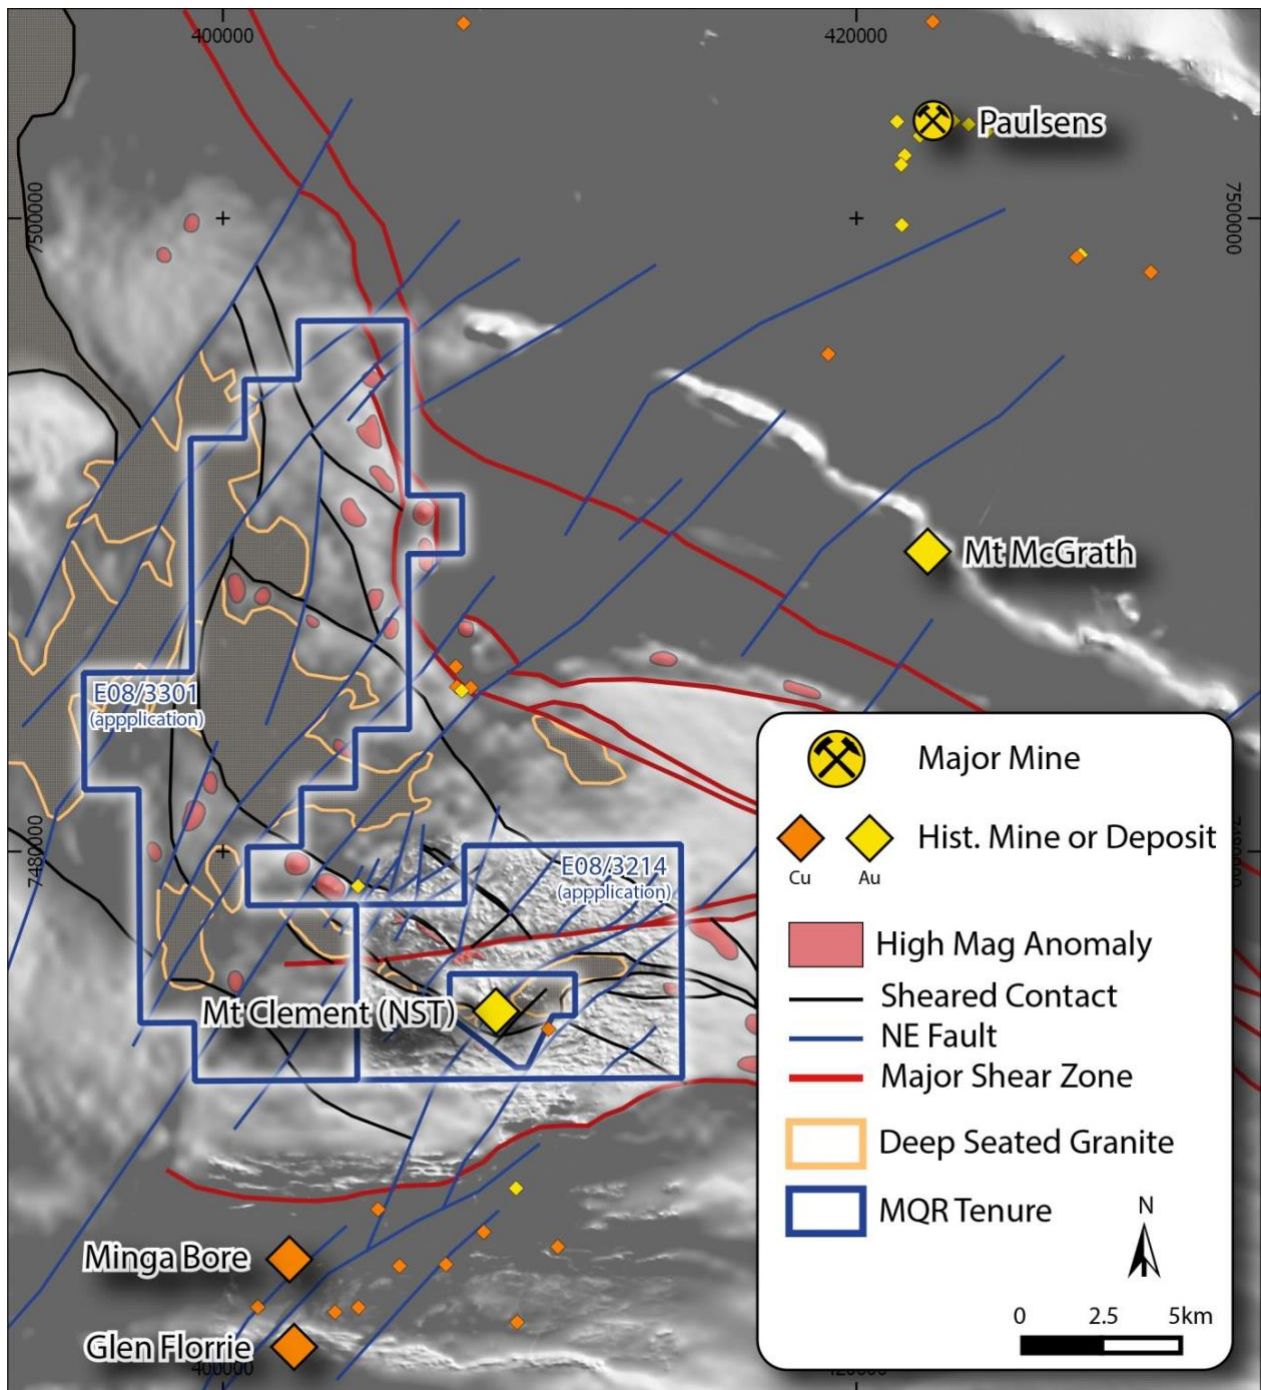 400000
420000
Paulsens
7500000
7500000
Mt McGrath
E08/3301
(appplication)
7480000
E08/3214
(appplication)
Mt Clement (NST)
Minga Bore
Glen Florrie
400000
Major Mine
Hist. Mine or Deposit
Cu
Au
High Mag Anomaly
Sheared Contact
NE Fault
Major Shear Zone
Deep Seated Granite
MQR Tenure
N
0
2.5
5km